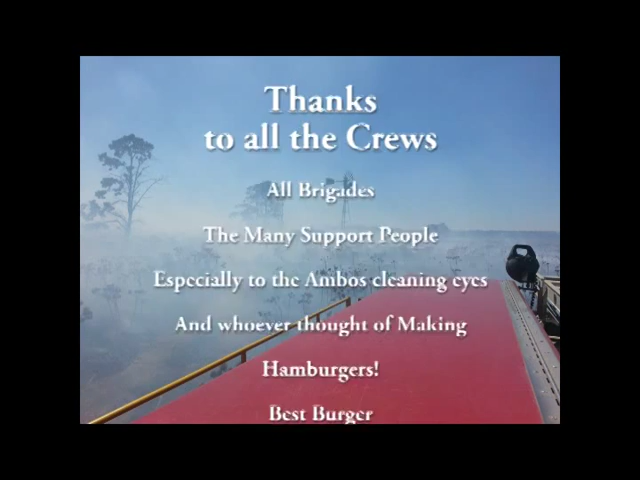 Thanks
to all the Crews
All Brigades
The Many Support People
Especially to the Ambos cleaning eyes
And whoever thought of Making
Hamburgers!
Best Burger